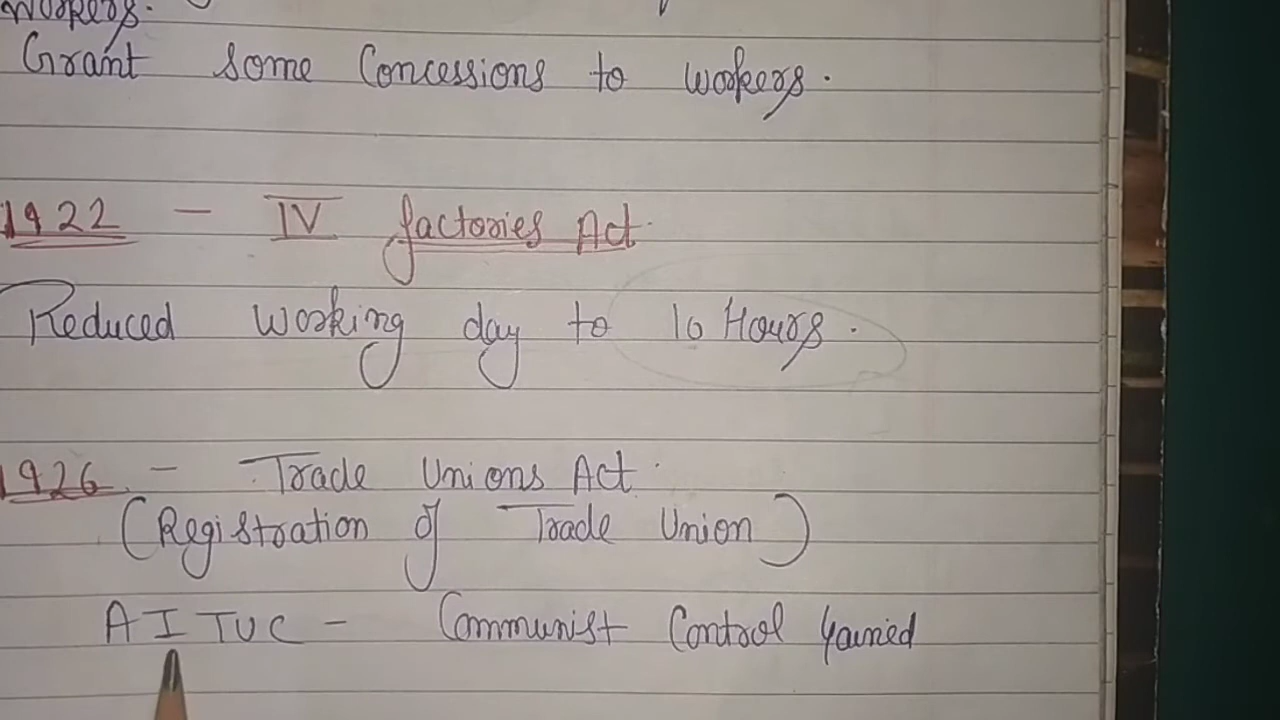 Workers.
Grant some Concessions to workers.
1922 - IV factories Act.
Reduced working day to 10 Hours.
1926 - Trade Unions Act.
(Registration of Trade Union)
AITUC - Communist Control gained